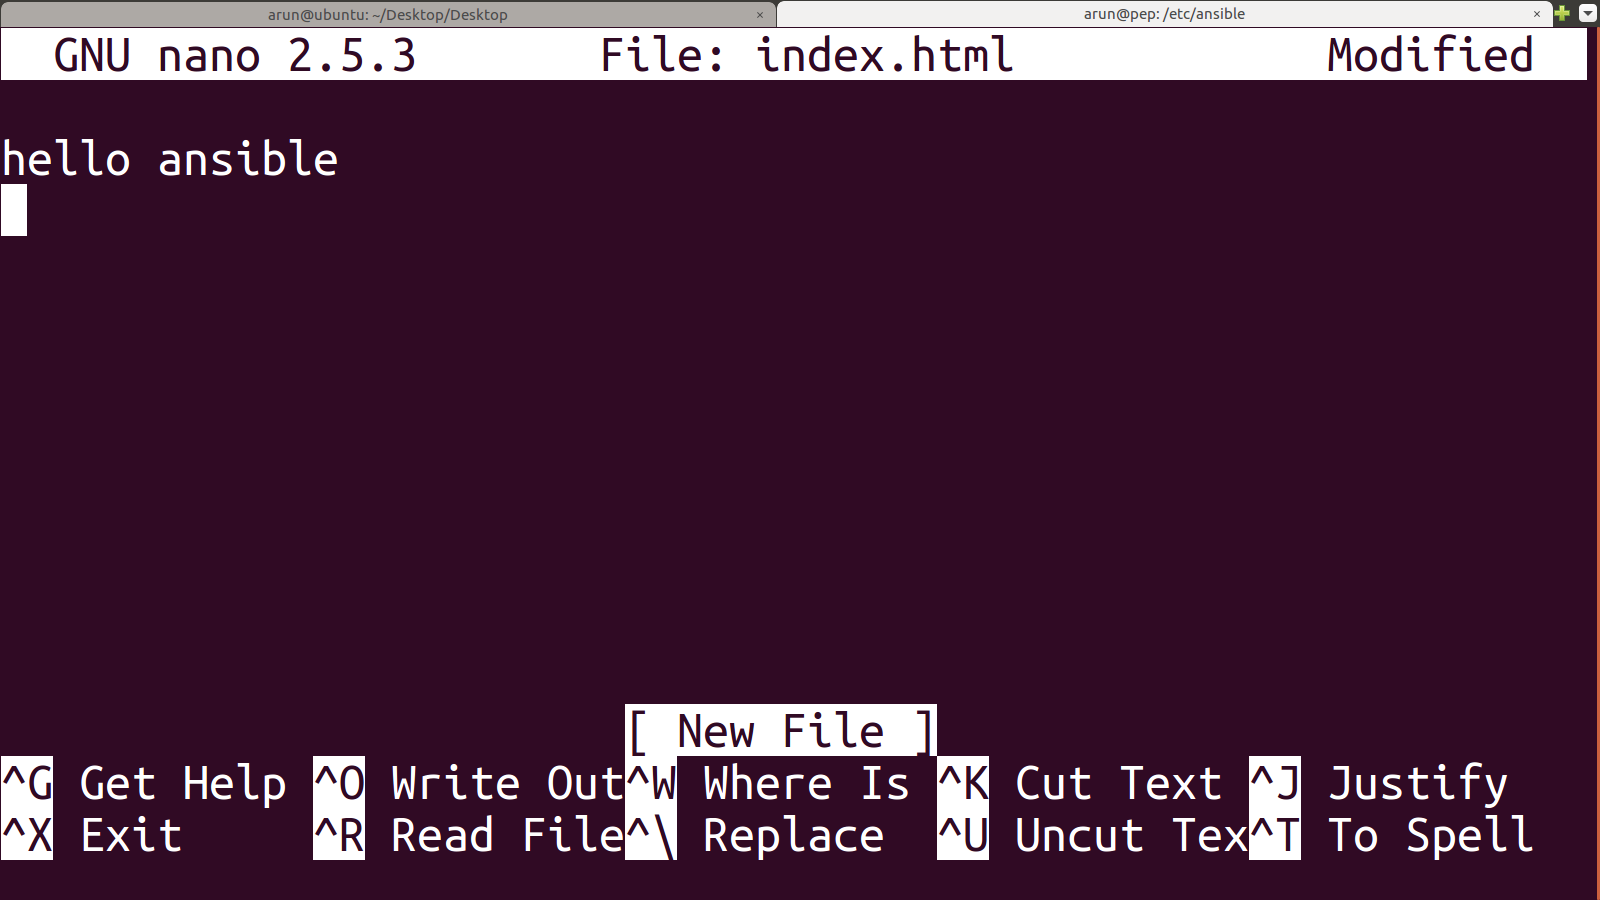 arun@ubuntu: ~/Desktop/Desktop × arun@pep: /etc/ansible ×
GNU nano 2.5.3 File: index.html Modified
hello ansible
[ New File ]
^G Get Help ^O Write Out ^W Where Is ^K Cut Text ^J Justify
^X Exit ^R Read File ^\ Replace ^U Uncut Tex ^T To Spell